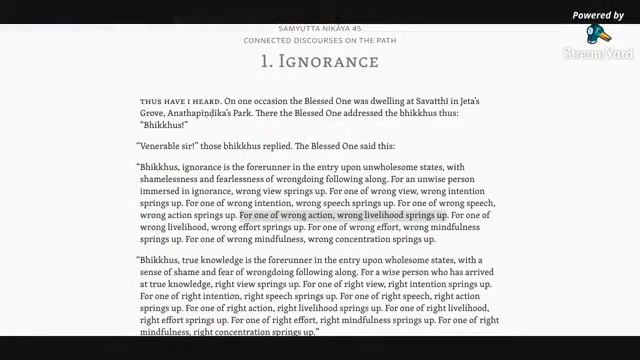 Powered by
StreamYard
SAMYUTTA NIKĀYA 45
CONNECTED DISCOURSES ON THE PATH
1. IGNORANCE
THUS HAVE I HEARD. On one occasion the Blessed One was dwelling at Savatthī in Jeta's
Grove, Anathapiṇḍika's Park. There the Blessed One addressed the bhikkhus thus:
“Bhikkhus!”
“Venerable sir!” those bhikkhus replied. The Blessed One said this:
“Bhikkhus, ignorance is the forerunner in the entry upon unwholesome states, with
shamelessness and fearlessness of wrongdoing following along. For an unwise person
immersed in ignorance, wrong view springs up. For one of wrong view, wrong intention
springs up. For one of wrong intention, wrong speech springs up. For one of wrong speech,
wrong action springs up. For one of wrong action, wrong livelihood springs up. For one of
wrong livelihood, wrong effort springs up. For one of wrong effort, wrong mindfulness
springs up. For one of wrong mindfulness, wrong concentration springs up.
“Bhikkhus, true knowledge is the forerunner in the entry upon wholesome states, with a
sense of shame and fear of wrongdoing following along. For a wise person who has arrived
at true knowledge, right view springs up. For one of right view, right intention springs up.
For one of right intention, right speech springs up. For one of right speech, right action
springs up. For one of right action, right livelihood springs up. For one of right livelihood,
right effort springs up. For one of right effort, right mindfulness springs up. For one of right
mindfulness, right concentration springs up.”